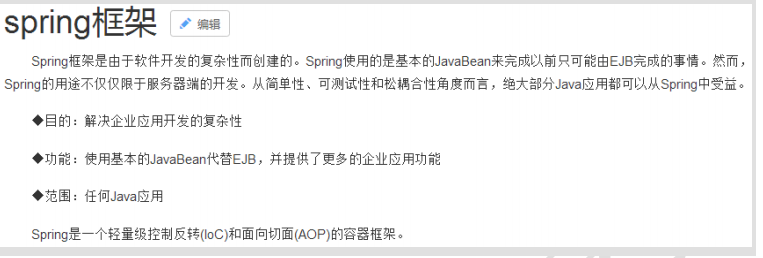 spring框架 编辑
Spring框架是由于软件开发的复杂性而创建的。Spring使用的是基本的JavaBean来完成以前只可能由EJB完成的事情。然而，
Spring的用途不仅仅限于服务器端的开发。从简单性、可测试性和松耦合性角度而言，绝大部分Java应用都可以从Spring中受益。
◆目的：解决企业应用开发的复杂性
◆功能：使用基本的JavaBean代替EJB，并提供了更多的企业应用功能
◆范围：任何Java应用
Spring是一个轻量级控制反转(IoC)和面向切面(AOP)的容器框架。